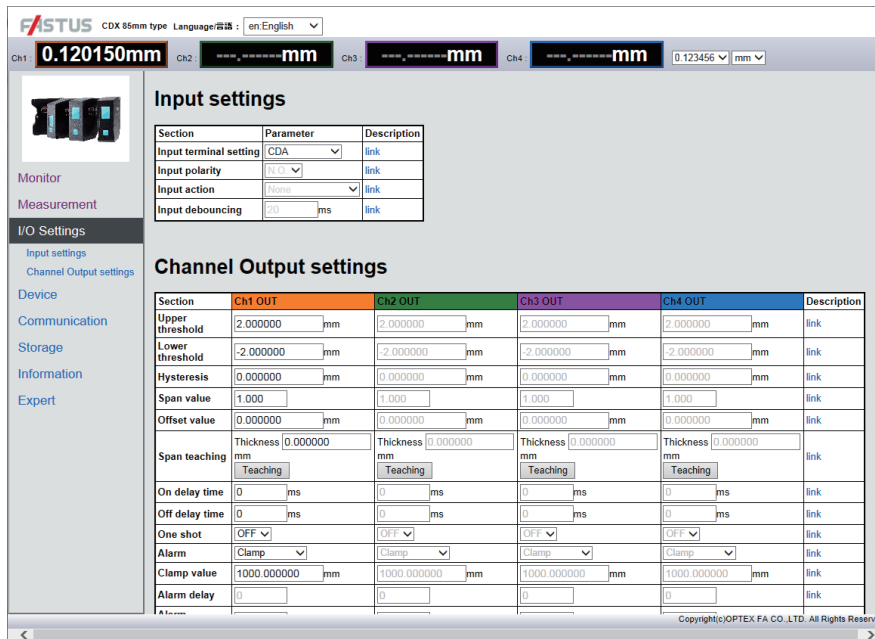 FASTUS CDX 85mm type Language/言語 : en:English
Ch1 : 0.120150mm Ch2 : ---.------mm Ch3 : ---.------mm Ch4 : ---.------mm 0.123456 mm
Monitor
Measurement
I/O Settings
Input settings
Channel Output settings
Device
Communication
Storage
Information
Expert
Input settings
Section Parameter Description
Input terminal setting CDA link
Input polarity N.O. link
Input action None link
Input debouncing 20 ms link
Channel Output settings
Section Ch1 OUT Ch2 OUT Ch3 OUT Ch4 OUT Description
Upper threshold 2.000000 mm 2.000000 mm 2.000000 mm 2.000000 mm link
Lower threshold -2.000000 mm -2.000000 mm -2.000000 mm -2.000000 mm link
Hysteresis 0.000000 mm 0.000000 mm 0.000000 mm 0.000000 mm link
Span value 1.000 1.000 1.000 1.000 link
Offset value 0.000000 mm 0.000000 mm 0.000000 mm 0.000000 mm link
Span teaching Thickness 0.000000 mm Teaching Thickness 0.000000 mm Teaching Thickness 0.000000 mm Teaching Thickness 0.000000 mm Teaching link
On delay time 0 ms 0 ms 0 ms 0 ms link
Off delay time 0 ms 0 ms 0 ms 0 ms link
One shot OFF OFF OFF OFF link
Alarm Clamp Clamp Clamp Clamp link
Clamp value 1000.000000 mm 1000.000000 mm 1000.000000 mm 1000.000000 mm link
Alarm delay 0 0 0 0 link
Alarm
Copyright(c)OPTEX FA CO.,LTD. All Rights Reserv